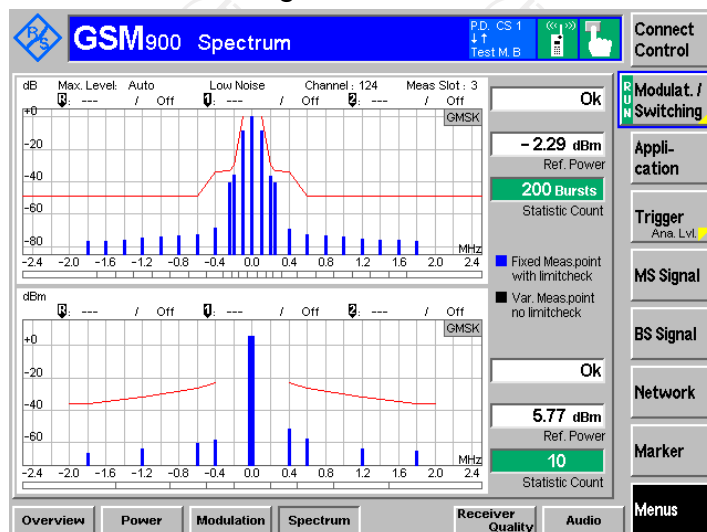 R/S
GSM900 Spectrum
P.D. CS 1
Test M. B
Connect
Control
dB Max. Level: Auto Low Noise Channel : 124 Meas Slot : 3
R: --- / Off 1: --- / Off 2: --- / Off
GMSK
+0
-20
-40
-60
-80
MHz
-2.4 -2.0 -1.6 -1.2 -0.8 -0.4 0.0 0.4 0.8 1.2 1.6 2.0 2.4
Ok
- 2.29 dBm
Ref. Power
200 Bursts
Statistic Count
Fixed Meas.point
with limitcheck
Var. Meas.point
no limitcheck
dBm
R: --- / Off 1: --- / Off 2: --- / Off
GMSK
+0
-20
-40
-60
MHz
-2.4 -2.0 -1.6 -1.2 -0.8 -0.4 0.0 0.4 0.8 1.2 1.6 2.0 2.4
Ok
5.77 dBm
Ref. Power
10
Statistic Count
RUN
Modulat. /
Switching
Appli-
cation
Trigger
Ana. Lvl.
MS Signal
BS Signal
Network
Marker
Menus
Overview Power Modulation Spectrum Receiver Quality Audio